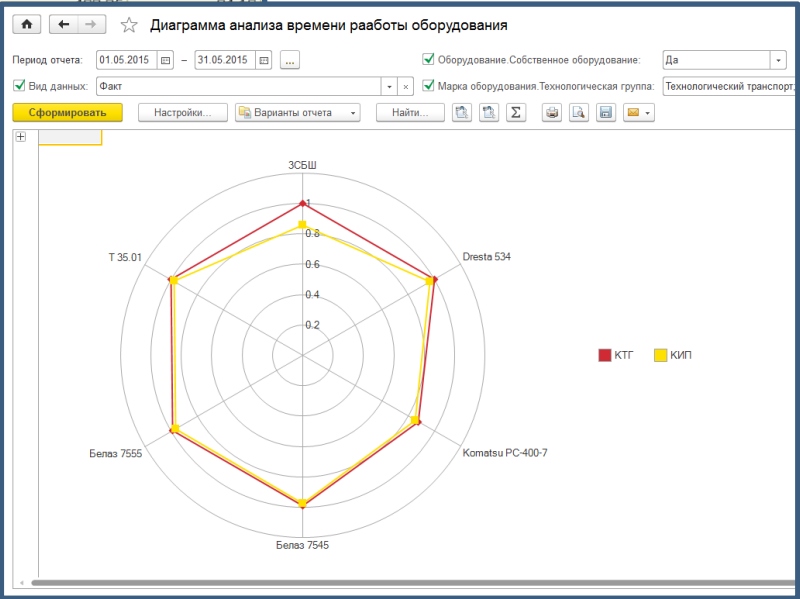 Диаграмма анализа времени рааботы оборудования
Период отчета: 01.05.2015 – 31.05.2015 ... Оборудование.Собственное оборудование: Да
Вид данных: Факт Марка оборудования.Технологическая группа: Технологический транспорт;
Сформировать Настройки... Варианты отчета Найти... Σ
3СБШ
1
0.8
Т 35.01 Dresta 534
0.6
0.4
0.2
КТГ КИП
Белаз 7555 Komatsu PC-400-7
Белаз 7545